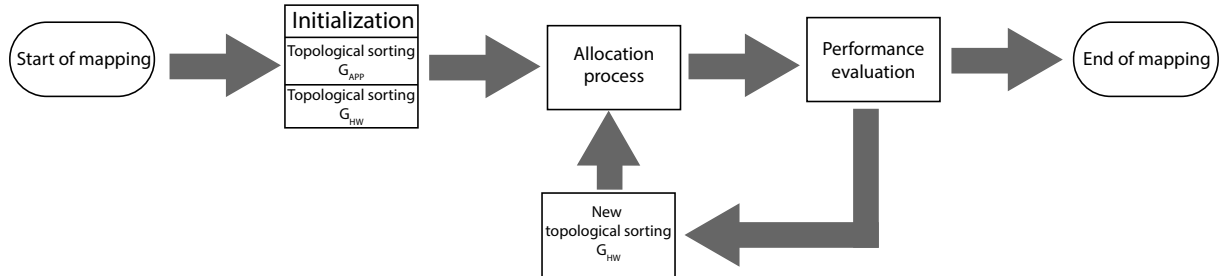 Start of mapping
Initialization
Topological sorting
G_APP
Topological sorting
G_HW
Allocation
process
Performance
evaluation
End of mapping
New
topological sorting
G_HW